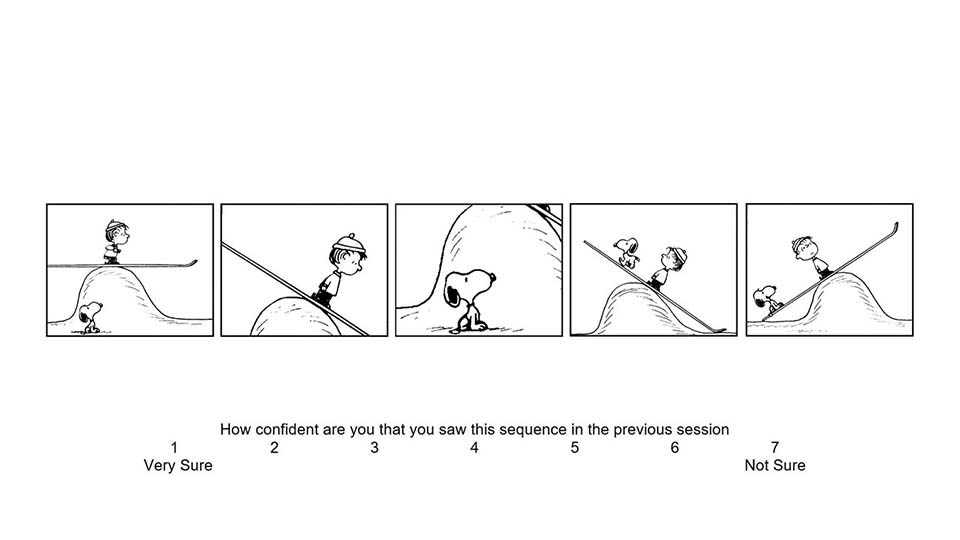 How confident are you that you saw this sequence in the previous session
1 2 3 4 5 6 7
Very Sure Not Sure